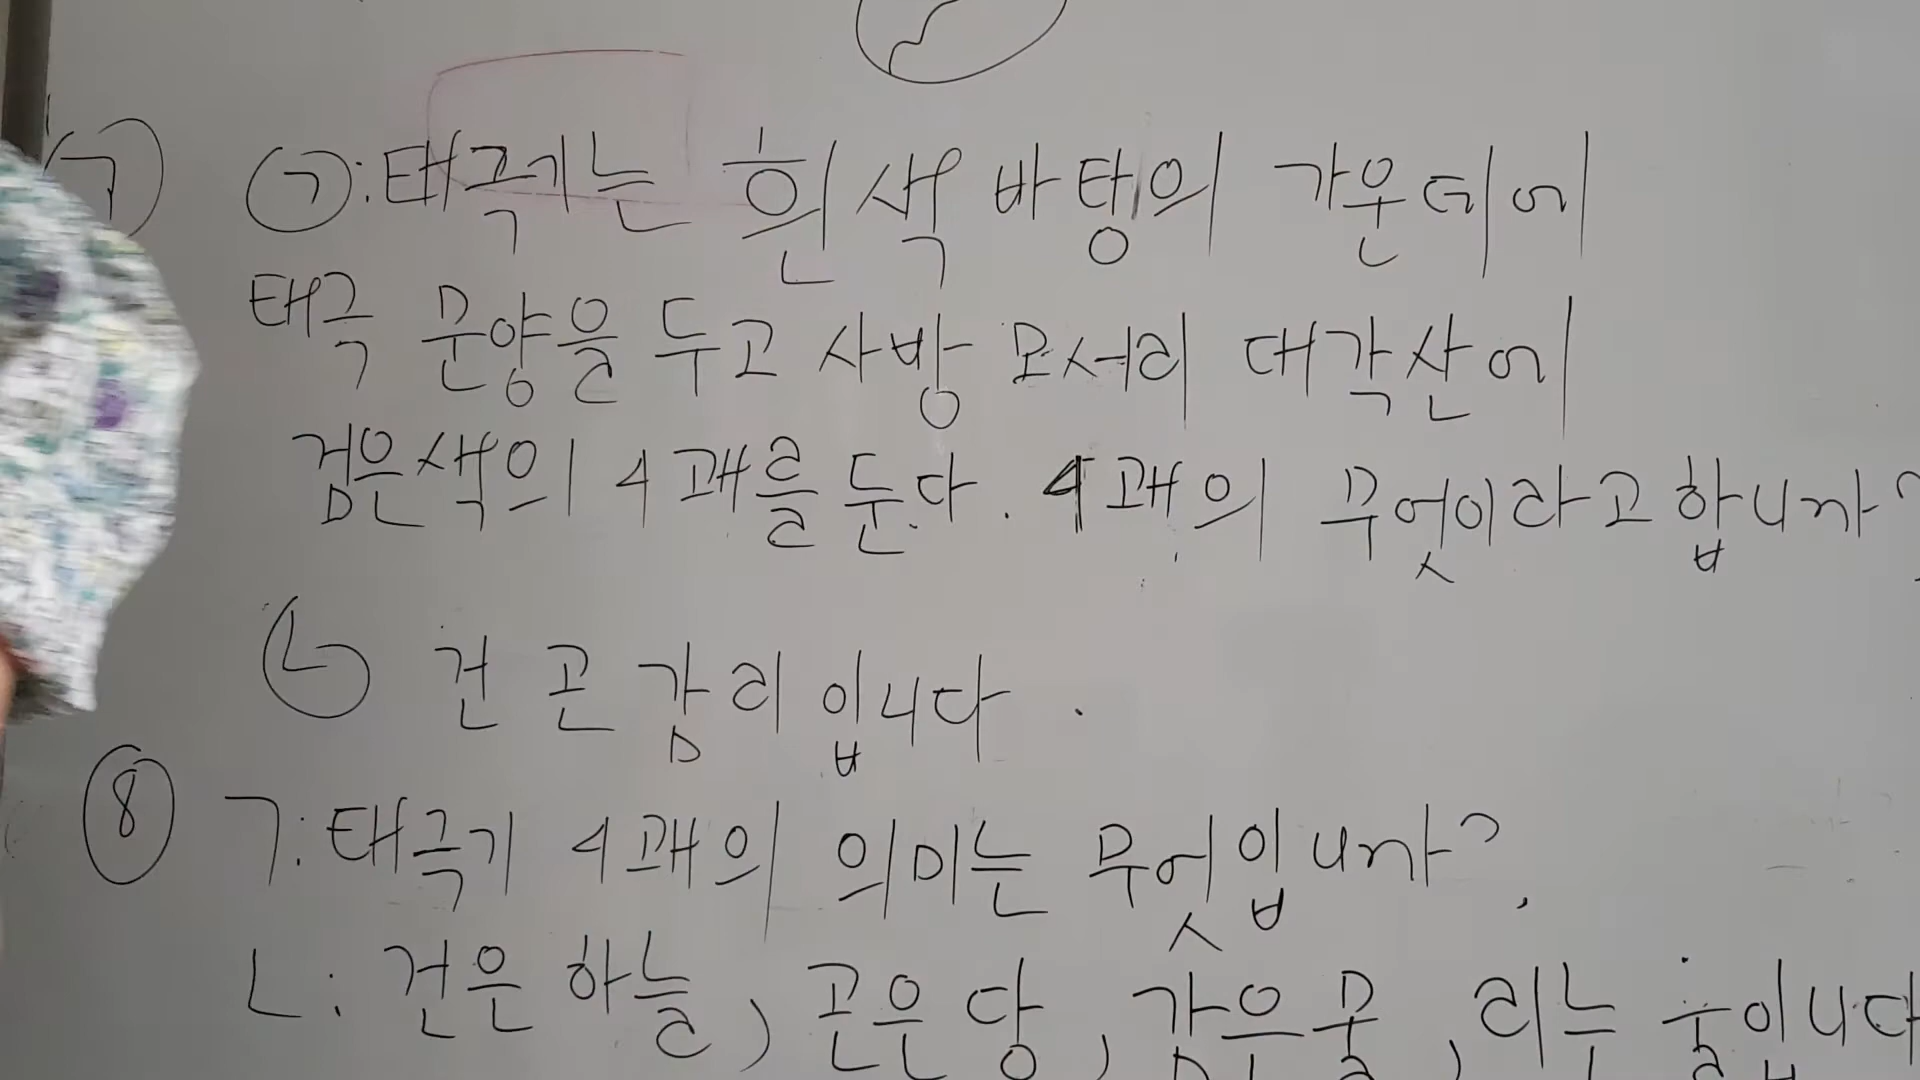 ㉠ ㉠: 태극기는 흰색 바탕의 가운데에
태극 문양을 두고 사방 모서리 대각산에
검은색의 4괘를 둔다. 4괘의 무엇이라고 합니까?
㉡ 건 곤 감 리 입니다.
⑧ ㄱ: 태극기 4괘의 의미는 무엇입니까?
ㄴ: 건은 하늘, 곤은 당, 감은 물, 리는 입니다